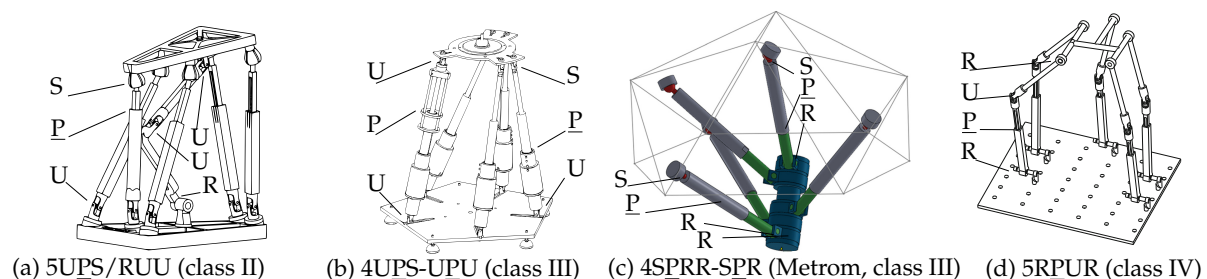 S
P
U
U
U
R
(a) 5UPS/RUU (class II)
U
S
P
P
U
U
(b) 4UPS-UPU (class III)
S
P
R
S
P
R
R
(c) 4SPRR-SPR (Metrom, class III)
R
U
P
R
(d) 5RPUR (class IV)